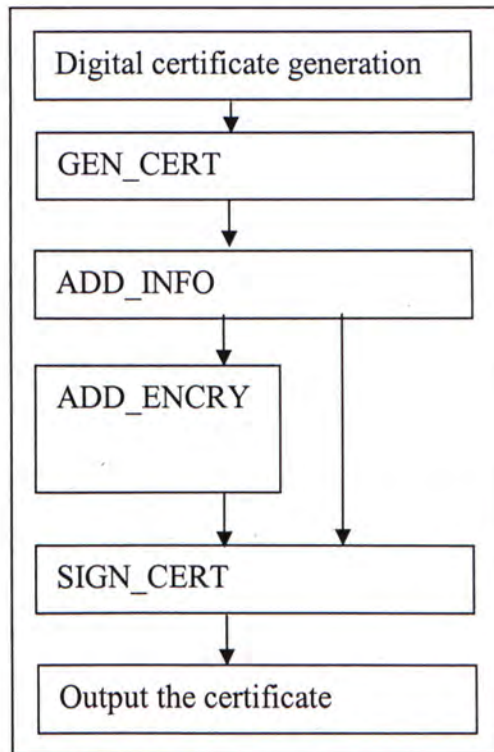 Digital certificate generation
GEN_CERT
ADD_INFO
ADD_ENCRY
SIGN_CERT
Output the certificate